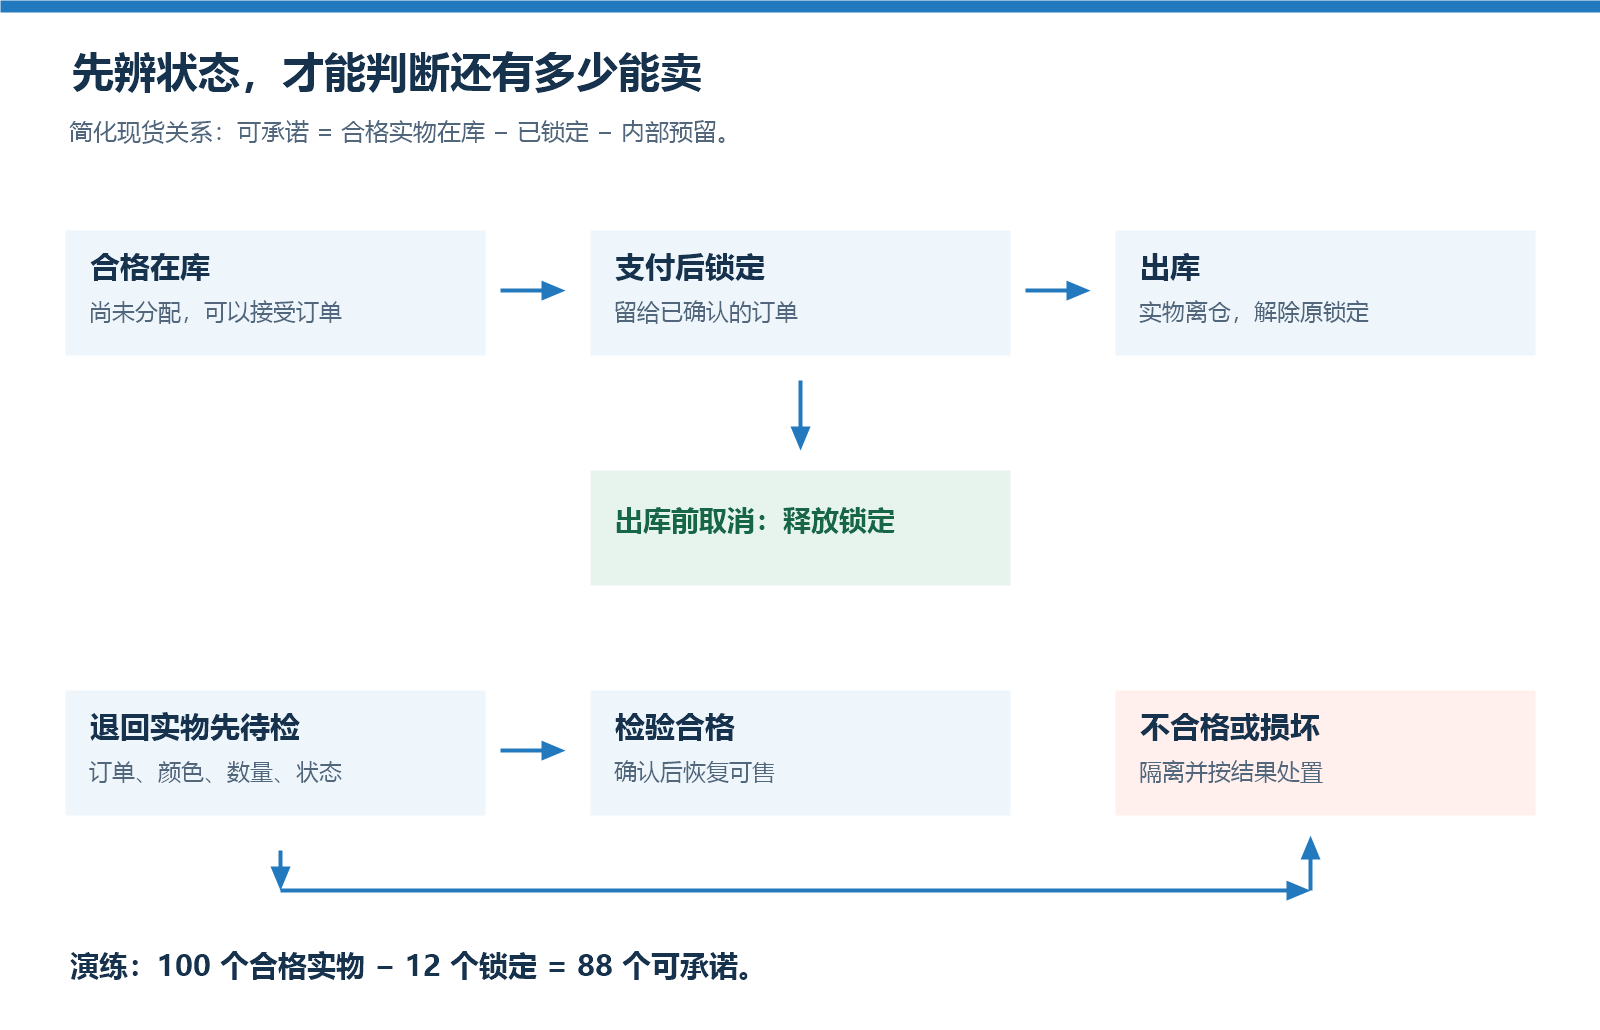 先辨状态，才能判断还有多少能卖
简化现货关系：可承诺 = 合格实物在库 − 已锁定 − 内部预留。
合格在库
尚未分配，可以接受订单
支付后锁定
留给已确认的订单
出库
实物离仓，解除原锁定
出库前取消：释放锁定
退回实物先待检
订单、颜色、数量、状态
检验合格
确认后恢复可售
不合格或损坏
隔离并按结果处置
演练：100 个合格实物 − 12 个锁定 = 88 个可承诺。